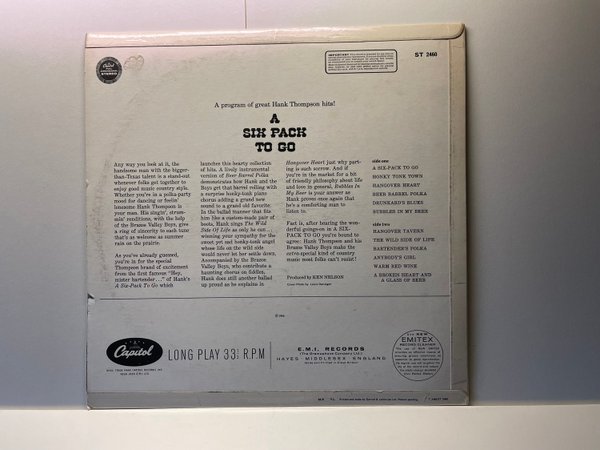 Capitol
STEREO
IMPORTANT
ST 2460
A program of great Hank Thompson hits!
A
SIX PACK
TO GO
Any way you look at it, the
handsome man with the bigger-
than-Texas talent is a stand-out
whenever folks get together to
enjoy good music country style.
Whether you're in a polka-party
mood for dancing or feelin'
lonesome Hank Thompson is
your man. His singin', strum-
min' renditions, with the help
of the Brazos Valley Boys, give
a ring of sincerity to each tune
that's as welcome as summer
rain on the prairie.
As you've already guessed,
you're in for the special
Thompson brand of excitement
from the first famous "Hey,
mister bartender . . ." of Hank's
A Six-Pack To Go which
launches this hearty collection
of hits. A lively instrumental
version of Beer Barrel Polka
demonstrates how Hank and the
Boys get that barrel rolling with
a surprise honky-tonk piano
chorus adding a grand new
sound to a grand old favorite.
In the ballad manner that fits
him like a custom-made pair of
boots, Hank sings The Wild
Side Of Life as only he can . . .
winning your sympathy for the
sweet, yet sad honky-tonk angel
whose life on the wild side
would never let her settle down.
Accompanied by the Brazos
Valley Boys, who contribute a
haunting chorus on fiddles,
Hank does still another ballad
up proud as he explains in
Hangover Heart just why part-
ing is such sorrow. And if
you're in the market for a bit
of friendly philosophy about life
and love in general, Bubbles In
My Beer is your answer as
Hank proves once again that
he's a comforting man to
listen to.
Fact is, after hearing the won-
derful goings-on in A SIX-
PACK TO GO you're bound to
agree: Hank Thompson and his
Brazos Valley Boys make the
extra-special kind of country
music most folks can't resist!
Produced by KEN NELSON
side one
A SIX-PACK TO GO
HONKY TONK TOWN
HANGOVER HEART
BEER BARREL POLKA
DRUNKARD'S BLUES
BUBBLES IN MY BEER
side two
HANGOVER TAVERN
THE WILD SIDE OF LIFE
BARTENDER'S POLKA
ANYBODY'S GIRL
WARM RED WINE
A BROKEN HEART AND
A GLASS OF BEER
Capitol
LONG PLAY 33⅓ R.P.M
E.M.I. RECORDS
(The Gramophone Company Ltd.)
HAYES · MIDDLESEX · ENGLAND
NEW
EMITEX
RECORD CLEANER